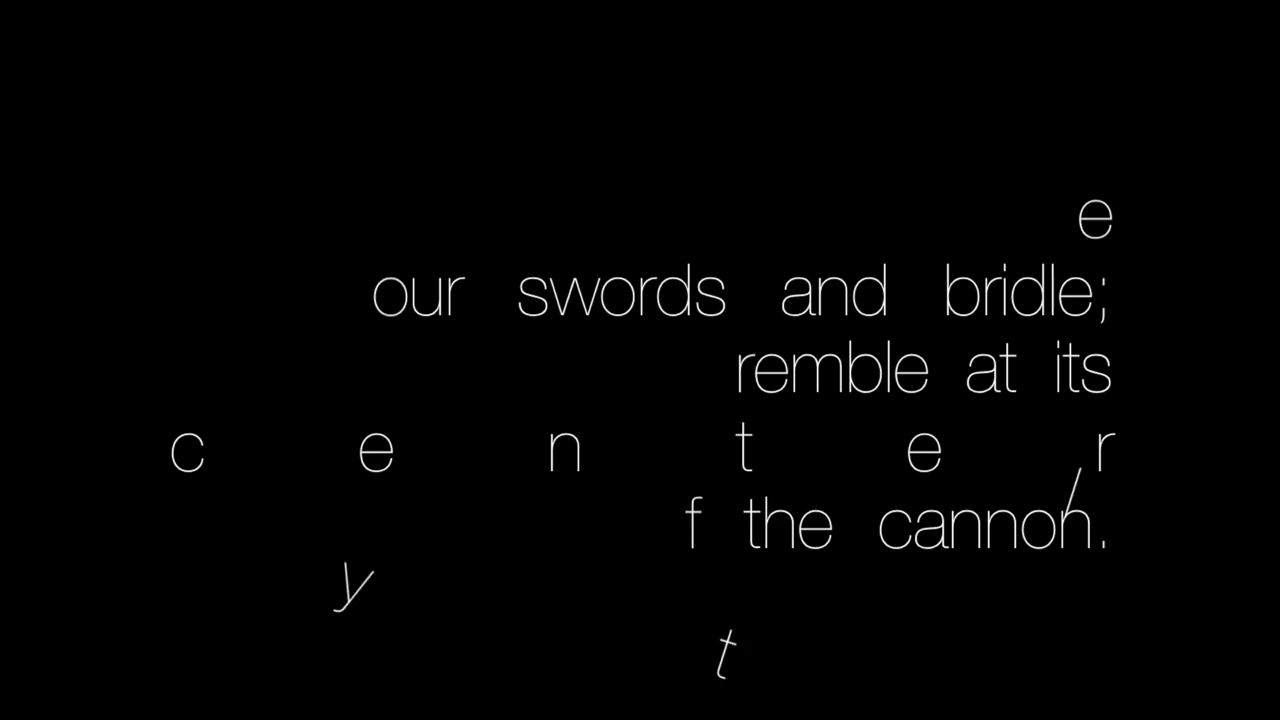 e
our swords and bridle;
remble at its
c e n t e r
f the cannon.
y
t